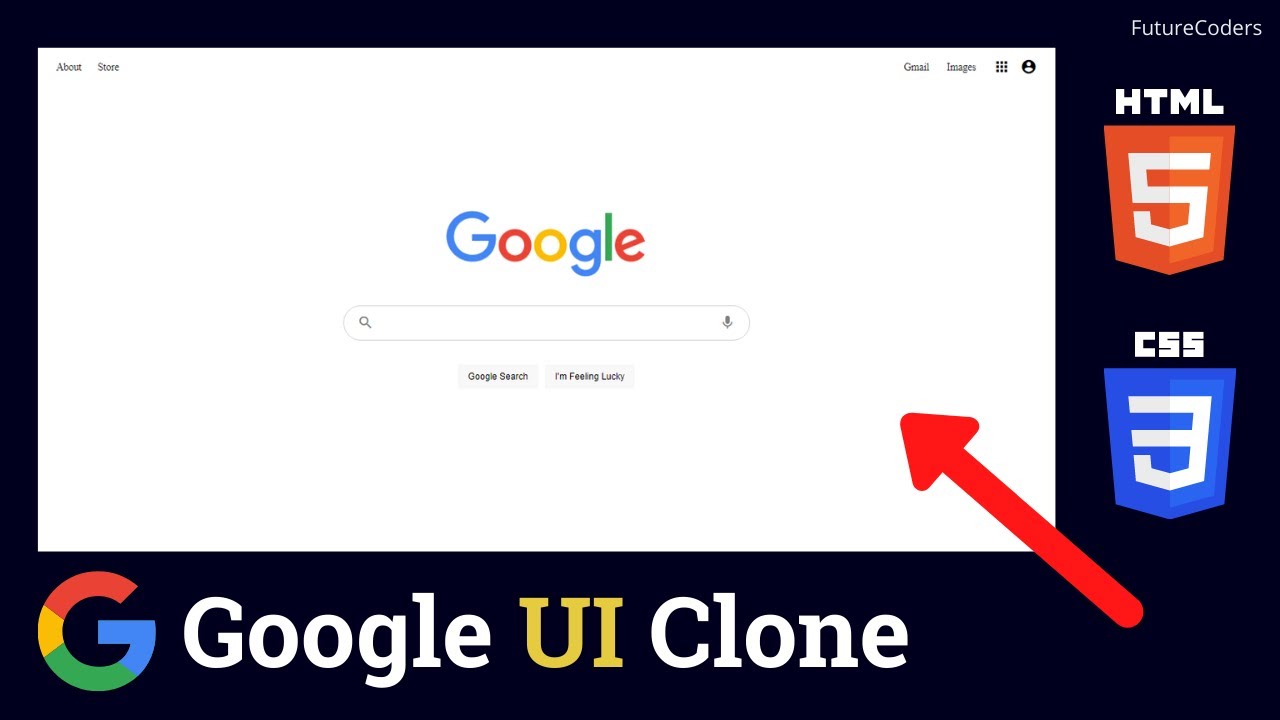 FutureCoders
About Store Gmail Images
HTML
5
Google
Google Search I'm Feeling Lucky
CSS
3
G Google UI Clone